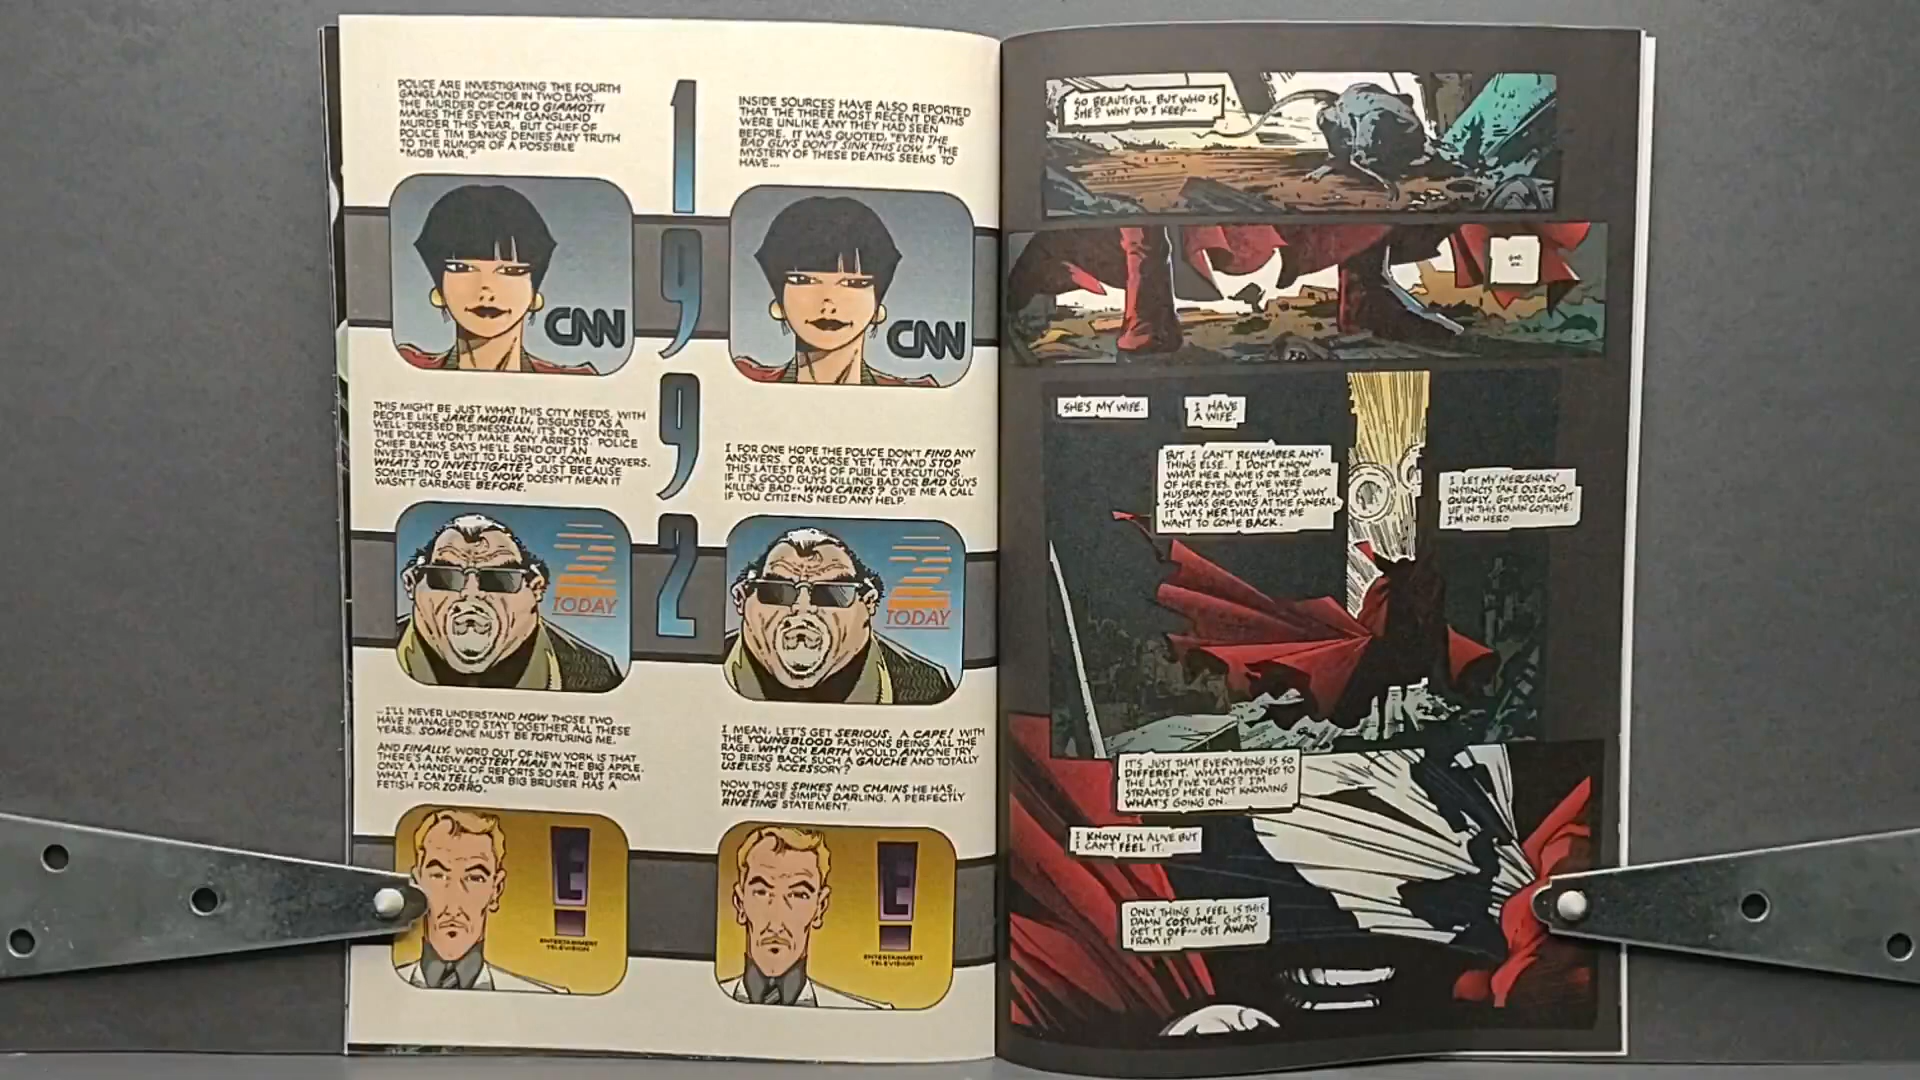 POLICE ARE INVESTIGATING THE FOURTH
GANGLAND HOMICIDE IN TWO DAYS.
THE MURDER OF CARLO GIAMOTTI
MAKES THE SEVENTH GANGLAND
MURDER THIS YEAR. BUT CHIEF OF
POLICE TIM BANKS DENIES ANY TRUTH
TO THE RUMOR OF A POSSIBLE
"MOB WAR."
1992
INSIDE SOURCES HAVE ALSO REPORTED
THAT THE THREE MOST RECENT DEATHS
WERE UNLIKE ANY THEY HAD SEEN
BEFORE. IT WAS QUOTED, "EVEN THE
BAD GUYS DON'T SINK THIS LOW." THE
MYSTERY OF THESE DEATHS SEEMS TO
HAVE...
CNN
CNN
THIS MIGHT BE JUST WHAT THIS CITY NEEDS. WITH
PEOPLE LIKE JAKE MORELLI, DISGUISED AS A
WELL-DRESSED BUSINESSMAN, IT'S NO WONDER
THE POLICE WON'T MAKE ANY ARRESTS. POLICE
CHIEF BANKS SAYS HE'LL SEND OUT AN
INVESTIGATIVE UNIT TO FLUSH OUT SOME ANSWERS.
WHAT'S TO INVESTIGATE? JUST BECAUSE
SOMETHING SMELLS NOW DOESN'T MEAN IT
WASN'T GARBAGE BEFORE.
I FOR ONE HOPE THE POLICE DON'T FIND ANY
ANSWERS. OR WORSE YET, TRY AND STOP
THIS LATEST RASH OF PUBLIC EXECUTIONS.
IF IT'S GOOD GUYS KILLING BAD OR BAD GUYS
KILLING BAD-- WHO CARES? GIVE ME A CALL
IF YOU CITIZENS NEED ANY HELP.
2
TODAY
2
TODAY
...I'LL NEVER UNDERSTAND HOW THOSE TWO
HAVE MANAGED TO STAY TOGETHER ALL THESE
YEARS. SOMEONE MUST BE TORTURING ME.
AND FINALLY, WORD OUT OF NEW YORK IS THAT
THERE'S A NEW MYSTERY MAN IN THE BIG APPLE.
ONLY A HANDFUL OF REPORTS SO FAR, BUT FROM
WHAT I CAN TELL, OUR BIG BRUISER HAS A
FETISH FOR ZORRO.
I MEAN, LET'S GET SERIOUS. A CAPE! WITH
THE YOUNGBLOOD FASHIONS BEING ALL THE
RAGE, WHY ON EARTH WOULD ANYONE TRY
TO BRING BACK SUCH A GAUCHE AND TOTALLY
USELESS ACCESSORY?
NOW THOSE SPIKES AND CHAINS HE HAS,
THOSE ARE SIMPLY DARLING. A PERFECTLY
RIVETING STATEMENT.
E!
ENTERTAINMENT
TELEVISION
E!
ENTERTAINMENT
TELEVISION
SO BEAUTIFUL. BUT WHO IS
SHE? WHY DO I KEEP--
SHE'S MY WIFE.
I HAVE
A WIFE.
BUT I CAN'T REMEMBER ANY-
THING ELSE. I DON'T KNOW
WHAT HER NAME IS OR THE COLOR
OF HER EYES. BUT WE WERE
HUSBAND AND WIFE. THAT'S WHY
SHE WAS GRIEVING AT THE FUNERAL.
IT WAS HER THAT MADE ME
WANT TO COME BACK.
I LET MY MERCENARY
INSTINCTS TAKE OVER TOO
QUICKLY. GOT TOO CAUGHT
UP IN THIS DAMN COSTUME.
I'M NO HERO.
IT'S JUST THAT EVERYTHING IS SO
DIFFERENT. WHAT HAPPENED TO
THE LAST FIVE YEARS? I'M
STRANDED HERE NOT KNOWING
WHAT'S GOING ON.
I KNOW I'M ALIVE BUT
I CAN'T FEEL IT.
ONLY THING I FEEL IS THIS
DAMN COSTUME. GOT TO
GET IT OFF-- GET AWAY
FROM IT.